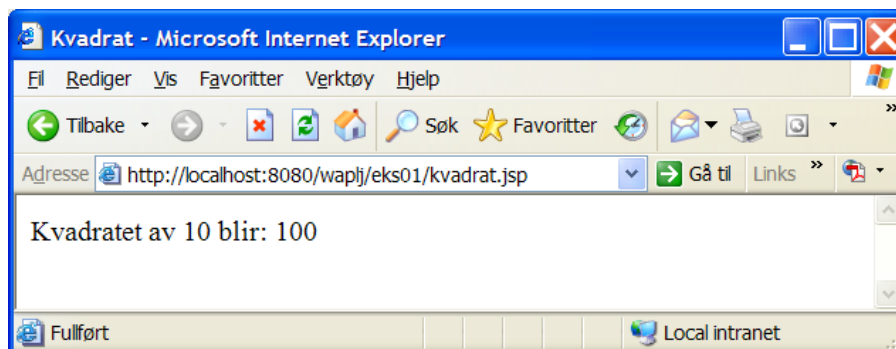 Kvadrat - Microsoft Internet Explorer
Fil Rediger Vis Favoritter Verktøy Hjelp
Tilbake Søk Favoritter »
Adresse http://localhost:8080/waplj/eks01/kvadrat.jsp Gå til Links »
Kvadratet av 10 blir: 100
Fullført Local intranet